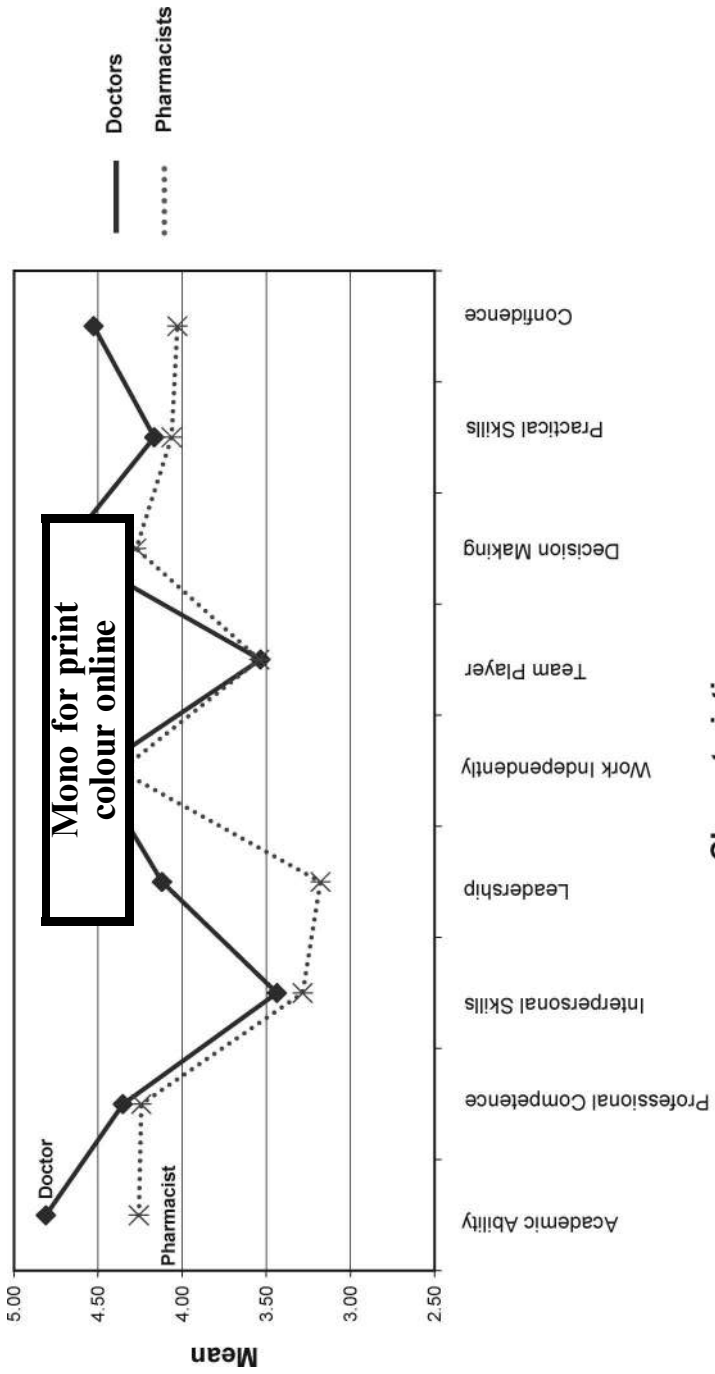 Mean
5.00
4.50
4.00
3.50
3.00
2.50
Doctor
Pharmacist
Mono for print
colour online
Academic Ability
Professional Competence
Interpersonal Skills
Leadership
Work Independently
Team Player
Decision Making
Practical Skills
Confidence
Doctors
Pharmacists